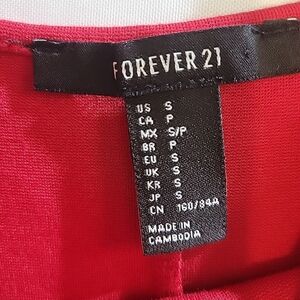 FOREVER 21
US S
CA P
MX S/P
BR P
EU S
UK S
KR S
JP S
CN 160/84A
MADE IN
CAMBODIA